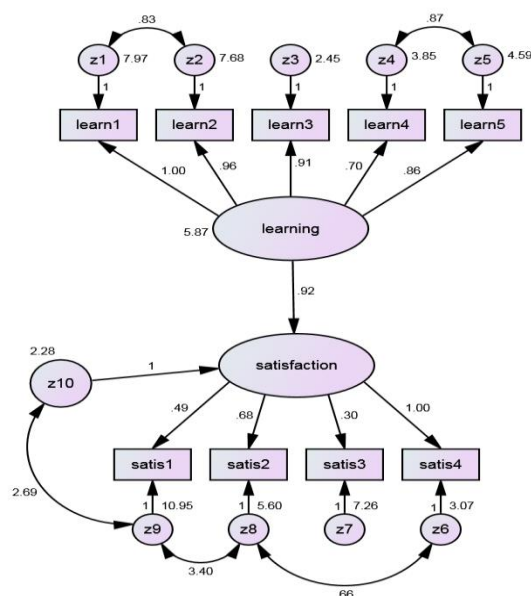 .83
.87
z1
z2
z3
z4
z5
7.97
7.68
2.45
3.85
4.59
1
1
1
1
1
learn1
learn2
learn3
learn4
learn5
1.00
.96
.91
.70
.86
5.87
learning
.92
2.28
z10
1
satisfaction
.49
.68
.30
1.00
satis1
satis2
satis3
satis4
2.69
1
10.95
1
5.60
1
7.26
1
3.07
z9
z8
z7
z6
3.40
.66